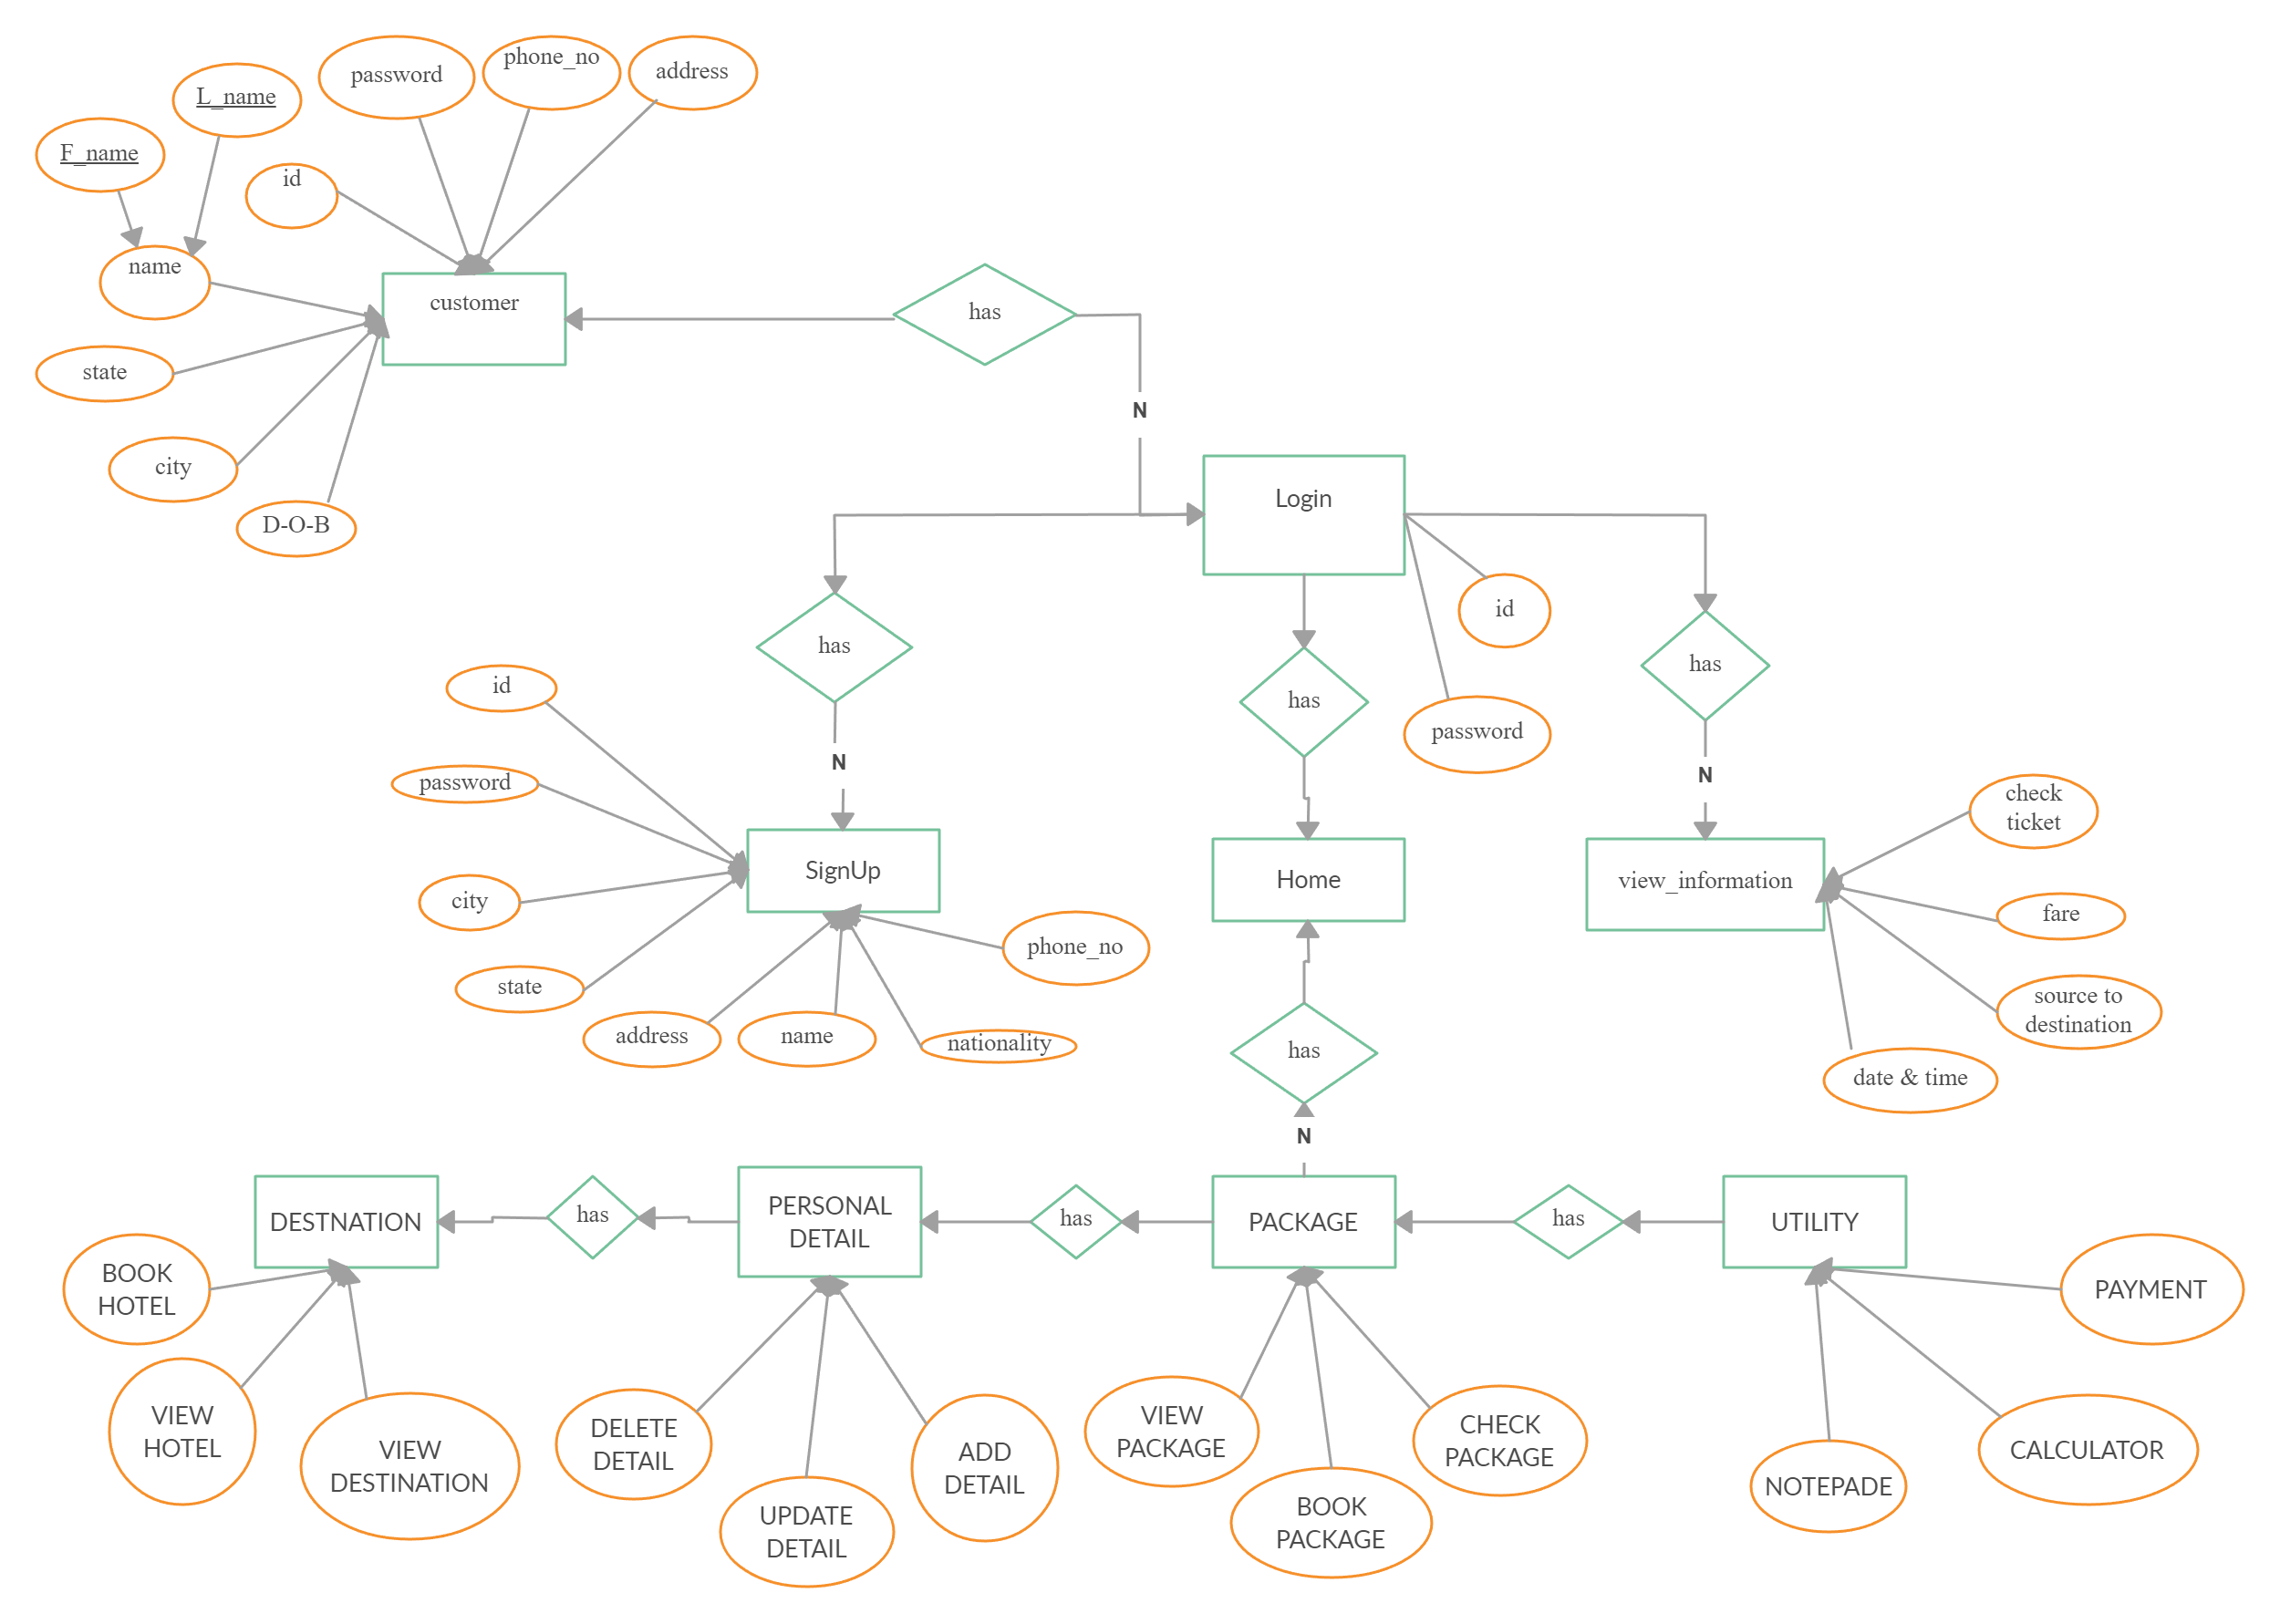 password
phone_no
address
L_name
F_name
id
name
customer
has
state
city
D-O-B
N
Login
id
has
has
has
password
id
password
N
N
check
ticket
SignUp
Home
view_information
city
fare
phone_no
state
source to
destination
address
name
nationality
has
date & time
N
DESTNATION
has
PERSONAL
DETAIL
has
PACKAGE
has
UTILITY
BOOK
HOTEL
PAYMENT
VIEW
HOTEL
VIEW
DESTINATION
DELETE
DETAIL
UPDATE
DETAIL
ADD
DETAIL
VIEW
PACKAGE
BOOK
PACKAGE
CHECK
PACKAGE
NOTEPADE
CALCULATOR